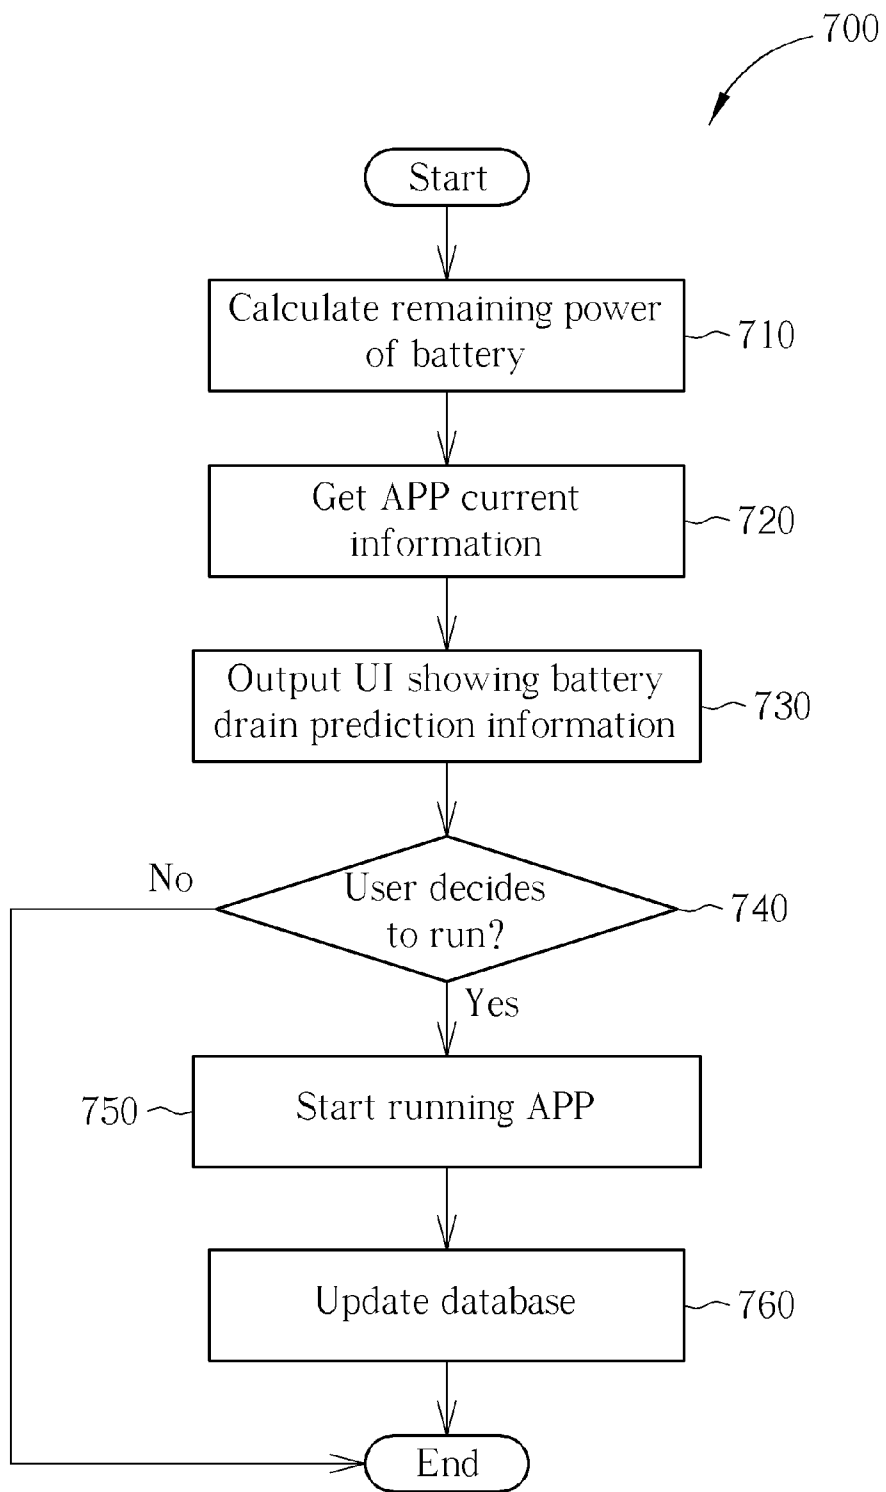 700
Start
Calculate remaining power
of battery
710
Get APP current
information
720
Output UI showing battery
drain prediction information
730
No
User decides
to run?
740
Yes
750
Start running APP
Update database
760
End